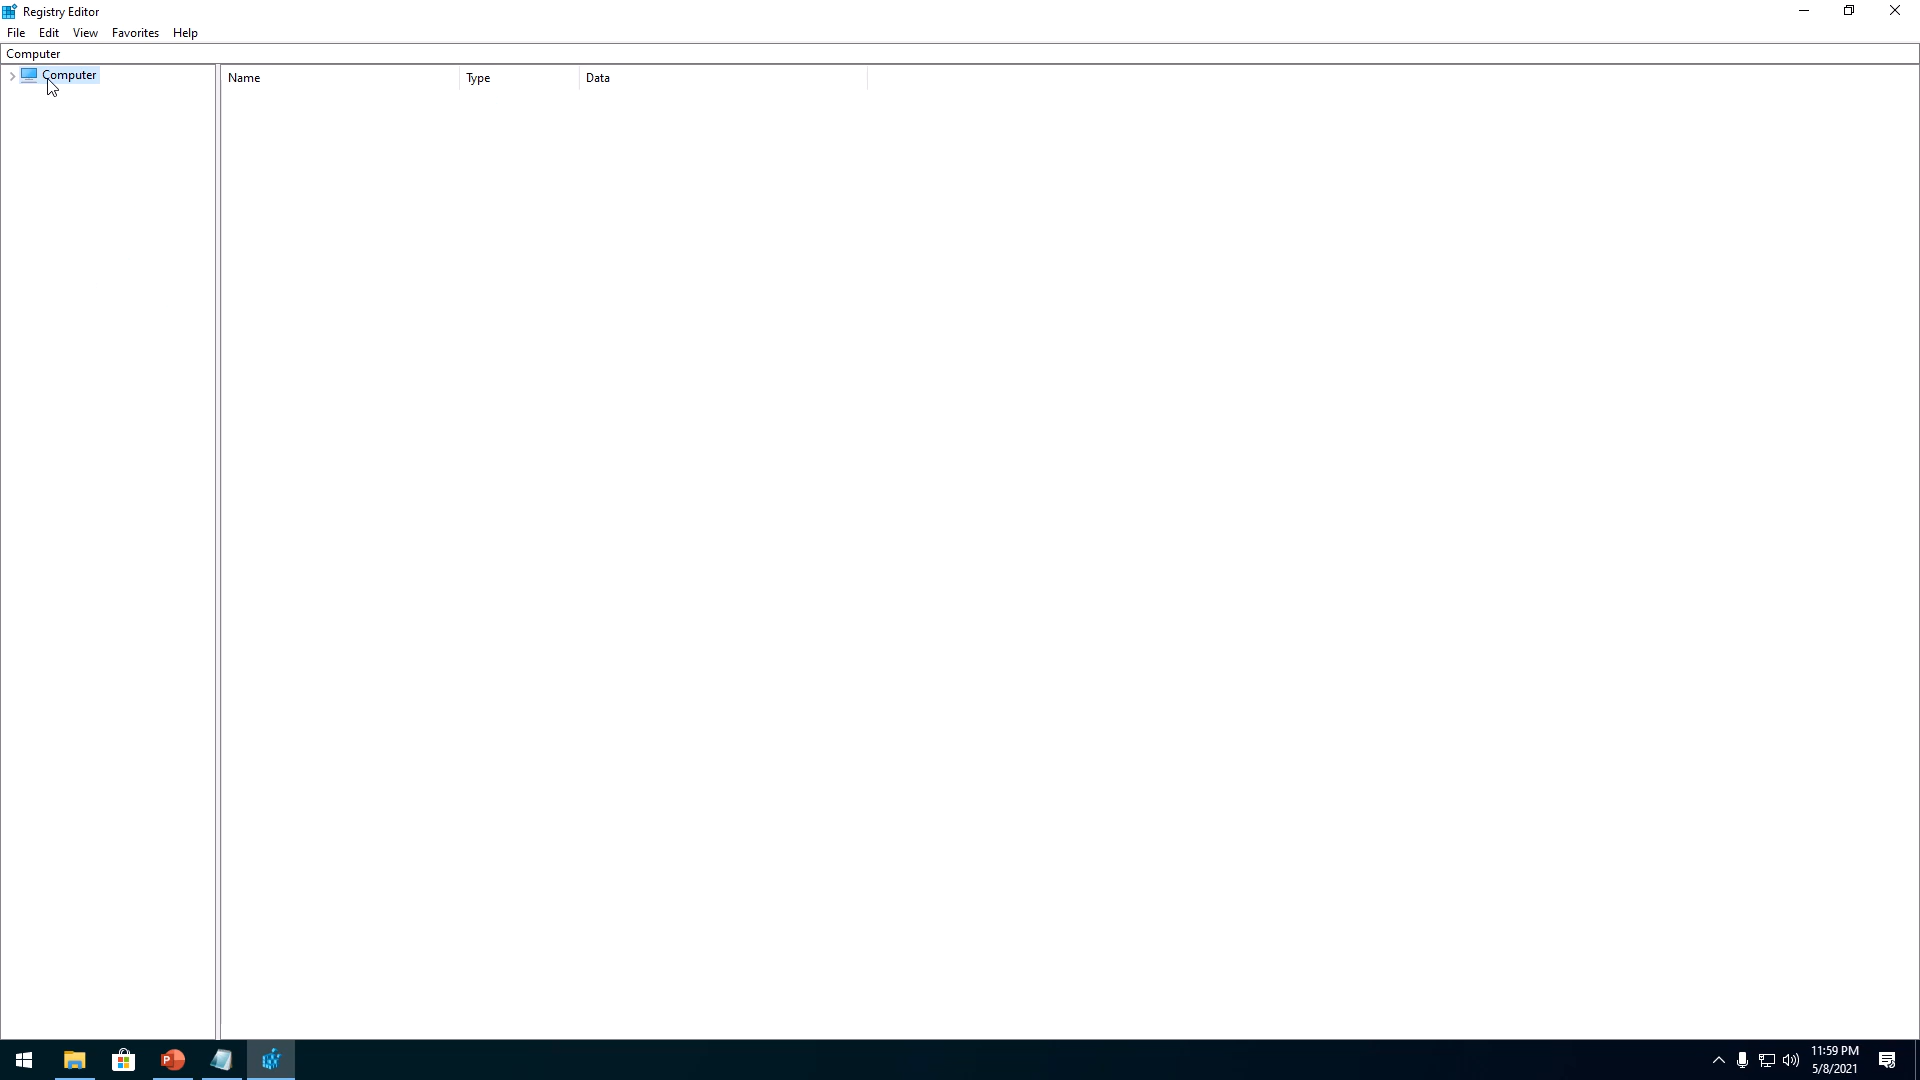 Registry Editor
File Edit View Favorites Help
Computer
Computer
Name Type Data
P
11:59 PM
5/8/2021